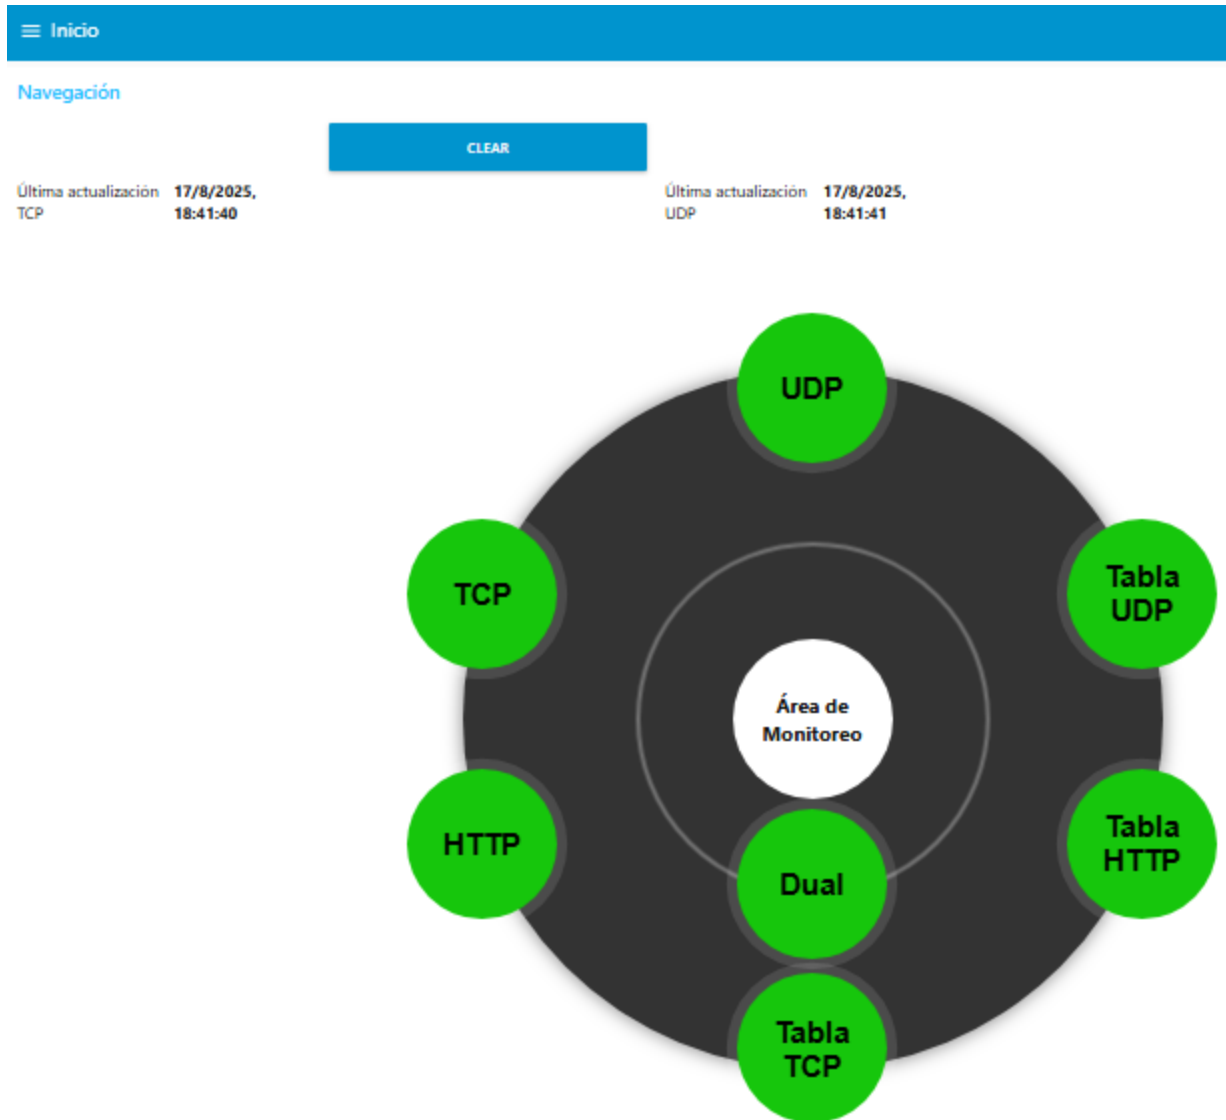 Inicio
Navegación
CLEAR
Última actualización
TCP
17/8/2025,
18:41:40
Última actualización
UDP
17/8/2025,
18:41:41
UDP
TCP
Tabla
UDP
Área de
Monitoreo
HTTP
Tabla
HTTP
Dual
Tabla
TCP